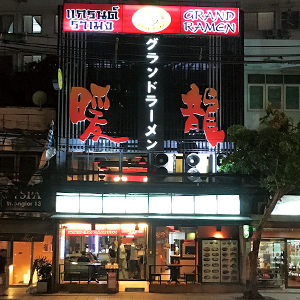 แกรนด์
ราเมง
GRAND
RAMEN
グランドラーメン
暖
龍
SPA